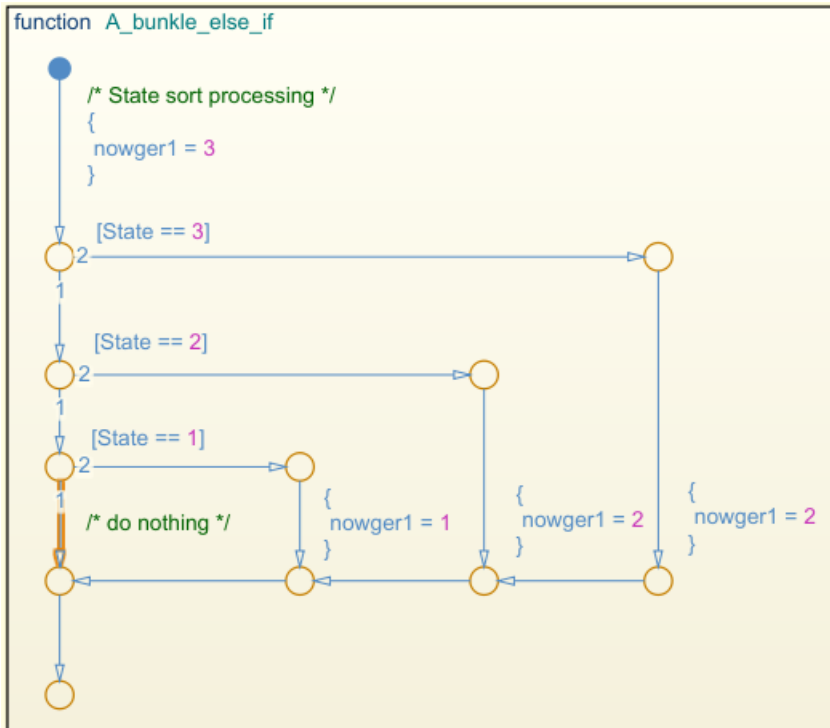 function A_bunkle_else_if
/* State sort processing */
{
nowger1 = 3
}
[State == 3]
2
1
[State == 2]
2
1
[State == 1]
2
1
/* do nothing */
{
nowger1 = 1
}
{
nowger1 = 2
}
{
nowger1 = 2
}